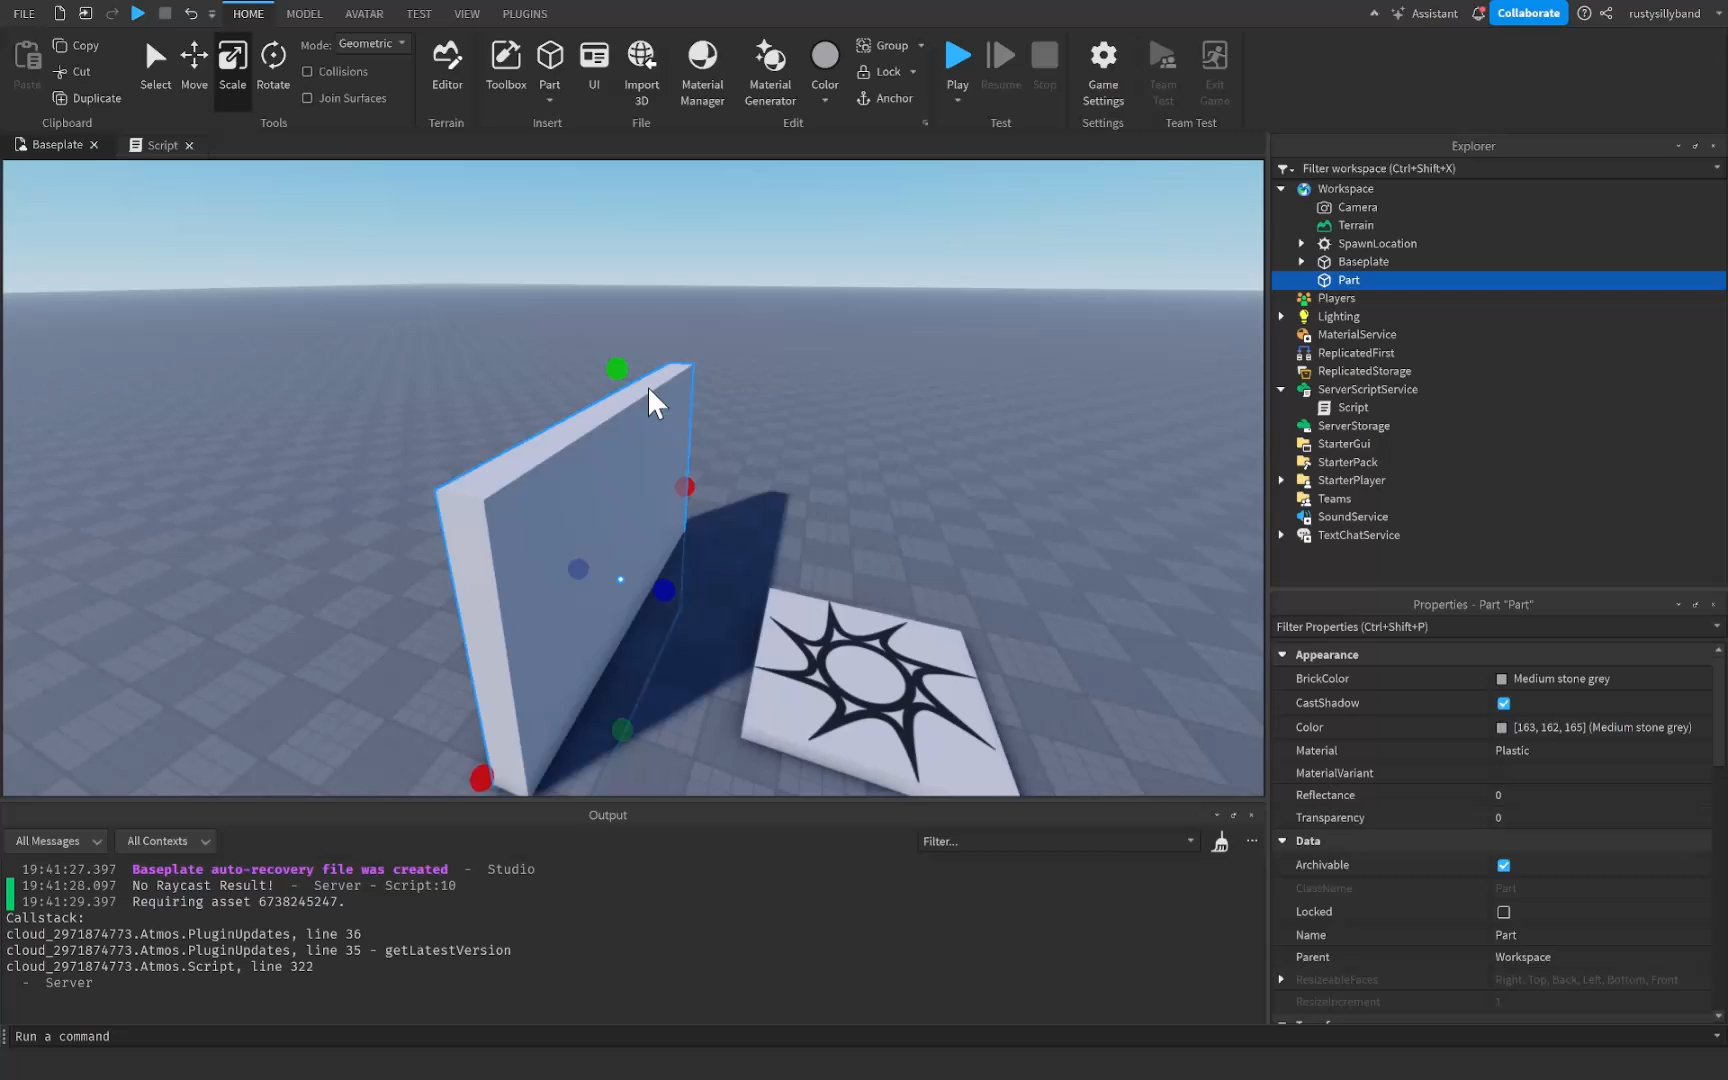 FILE HOME MODEL AVATAR TEST VIEW PLUGINS Assistant Collaborate rustysillyband
Paste Copy Cut Duplicate Clipboard
Select Move Scale Rotate Mode: Geometric Collisions Join Surfaces Tools
Editor Terrain
Toolbox Part UI Insert
Import 3D File
Material Manager Material Generator Color Group Lock Anchor Edit
Play Resume Stop Test
Game Settings Settings
Team Test Exit Game Team Test
Baseplate Script
Explorer
Filter workspace (Ctrl+Shift+X)
Workspace
Camera
Terrain
SpawnLocation
Baseplate
Part
Players
Lighting
MaterialService
ReplicatedFirst
ReplicatedStorage
ServerScriptService
Script
ServerStorage
StarterGui
StarterPack
StarterPlayer
Teams
SoundService
TextChatService
Properties - Part "Part"
Filter Properties (Ctrl+Shift+P)
Appearance
BrickColor Medium stone grey
CastShadow
Color [163, 162, 165] (Medium stone grey)
Material Plastic
MaterialVariant
Reflectance 0
Transparency 0
Data
Archivable
ClassName Part
Locked
Name Part
Parent Workspace
ResizeableFaces Right, Top, Back, Left, Bottom, Front
ResizeIncrement 1
Output
All Messages All Contexts Filter...
19:41:27.397 Baseplate auto-recovery file was created - Studio
19:41:28.097 No Raycast Result! - Server - Script:10
19:41:29.397 Requiring asset 6738245247.
Callstack:
cloud_2971874773.Atmos.PluginUpdates, line 36
cloud_2971874773.Atmos.PluginUpdates, line 35 - getLatestVersion
cloud_2971874773.Atmos.Script, line 322
- Server
Run a command